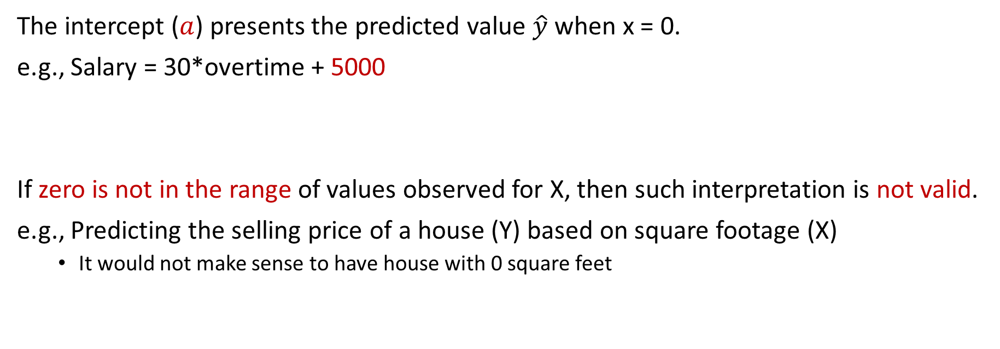 The intercept (a) presents the predicted value ŷ when x = 0.
e.g., Salary = 30*overtime + 5000
If zero is not in the range of values observed for X, then such interpretation is not valid.
e.g., Predicting the selling price of a house (Y) based on square footage (X)
• It would not make sense to have house with 0 square feet